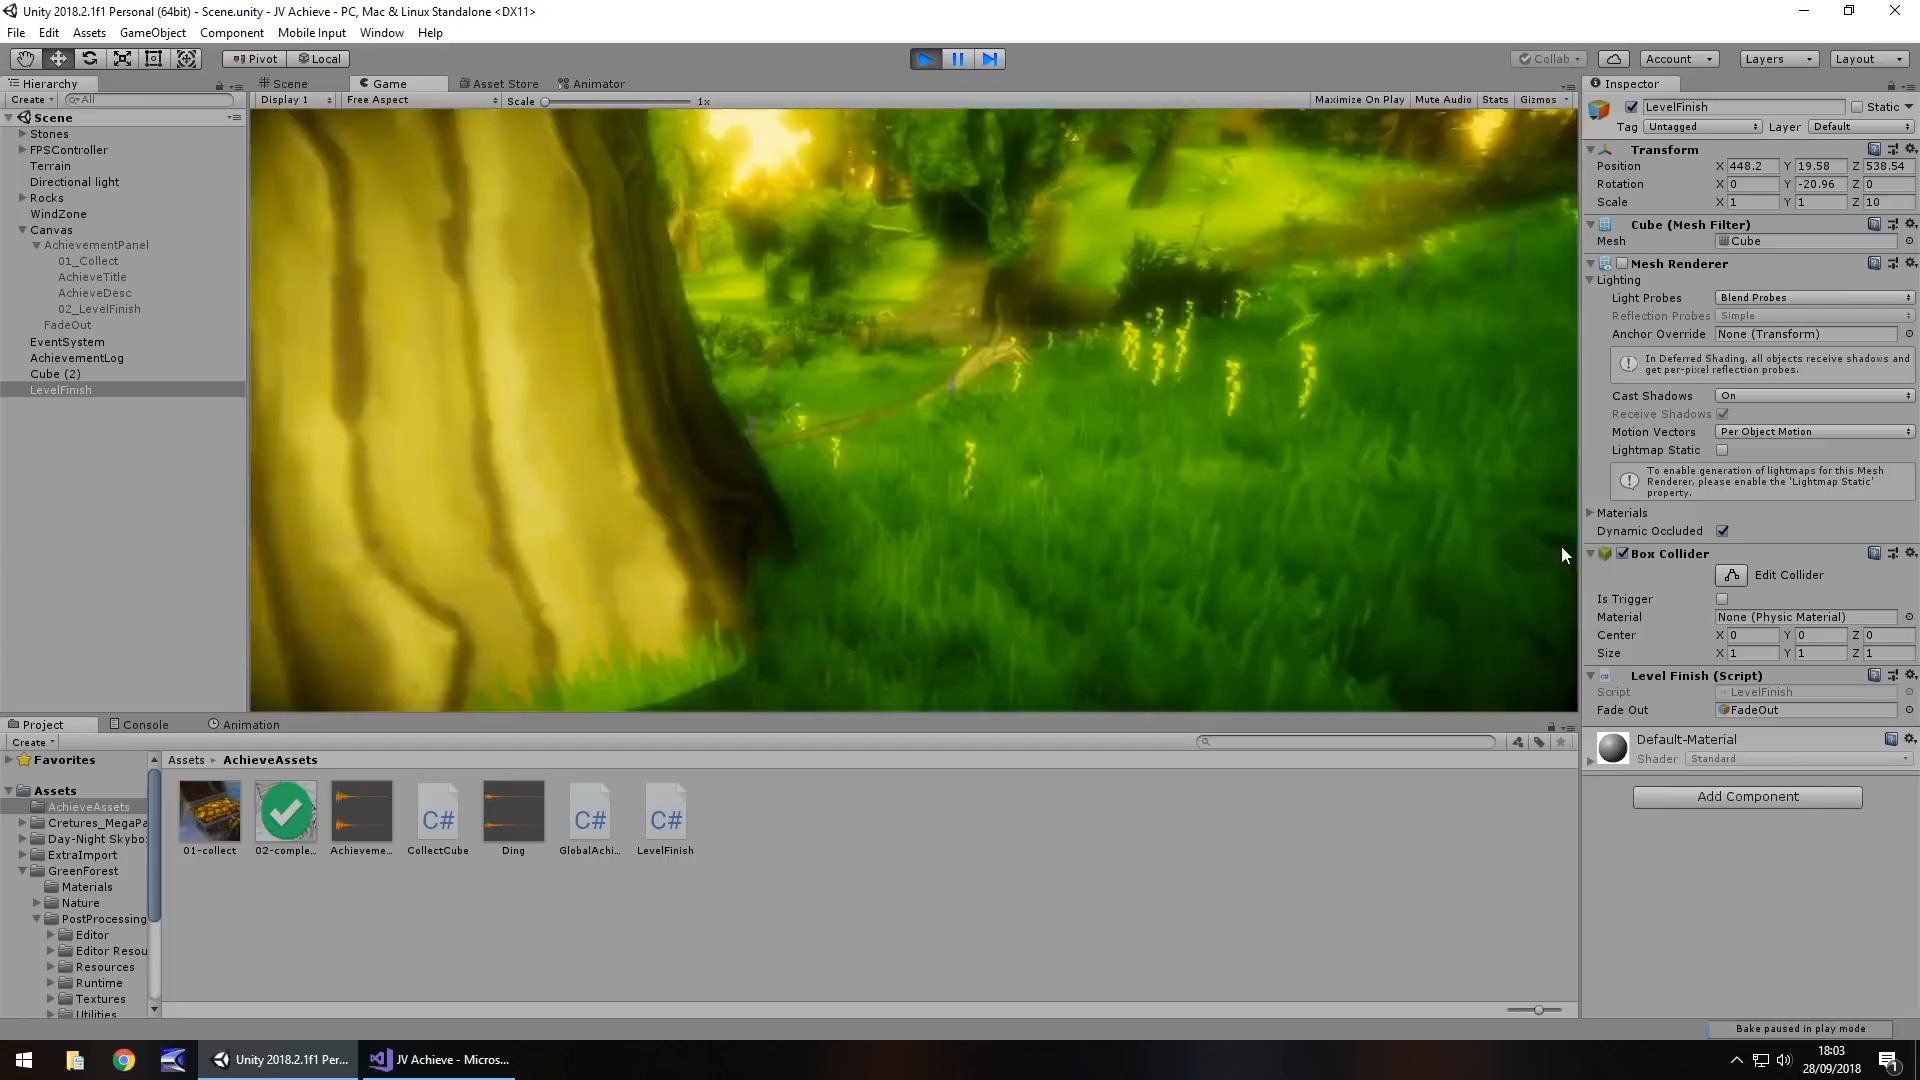 Unity 2018.2.1f1 Personal (64bit) - Scene.unity - JV Achieve - PC, Mac & Linux Standalone <DX11>
File Edit Assets GameObject Component Mobile Input Window Help
Pivot Local Collab Account Layers Layout
Hierarchy Scene Game Asset Store Animator Inspector
Create All Display 1 Free Aspect Scale 1x Maximize On Play Mute Audio Stats Gizmos
LevelFinish Static
Tag Untagged Layer Default
Scene
Stones
FPSController
Terrain
Directional light
Rocks
WindZone
Canvas
AchievementPanel
01_Collect
AchieveTitle
AchieveDesc
02_LevelFinish
FadeOut
EventSystem
AchievementLog
Cube (2)
LevelFinish
Transform
Position X 448.2 Y 19.58 Z 538.54
Rotation X 0 Y -20.96 Z 0
Scale X 1 Y 1 Z 10
Cube (Mesh Filter)
Mesh Cube
Mesh Renderer
Lighting
Light Probes Blend Probes
Reflection Probes Simple
Anchor Override None (Transform)
In Deferred Shading, all objects receive shadows and
get per-pixel reflection probes.
Cast Shadows On
Receive Shadows
Motion Vectors Per Object Motion
Lightmap Static
To enable generation of lightmaps for this Mesh
Renderer, please enable the 'Lightmap Static'
property.
Materials
Dynamic Occluded
Box Collider
Edit Collider
Is Trigger
Material None (Physic Material)
Center X 0 Y 0 Z 0
Size X 1 Y 1 Z 1
Level Finish (Script)
Script LevelFinish
Fade Out FadeOut
Default-Material
Shader Standard
Add Component
Project Console Animation
Create
Favorites
Assets
AchieveAssets
Cretures_MegaPa
Day-Night Skybo
ExtraImport
GreenForest
Materials
Nature
PostProcessing
Editor
Editor Resou
Resources
Runtime
Textures
Utilities
Assets AchieveAssets
C# C# C#
01-collect 02-comple... Achieveme... CollectCube Ding GlobalAchi... LevelFinish
Bake paused in play mode
Unity 2018.2.1f1 Per... JV Achieve - Micros...
18:03
28/09/2018
1